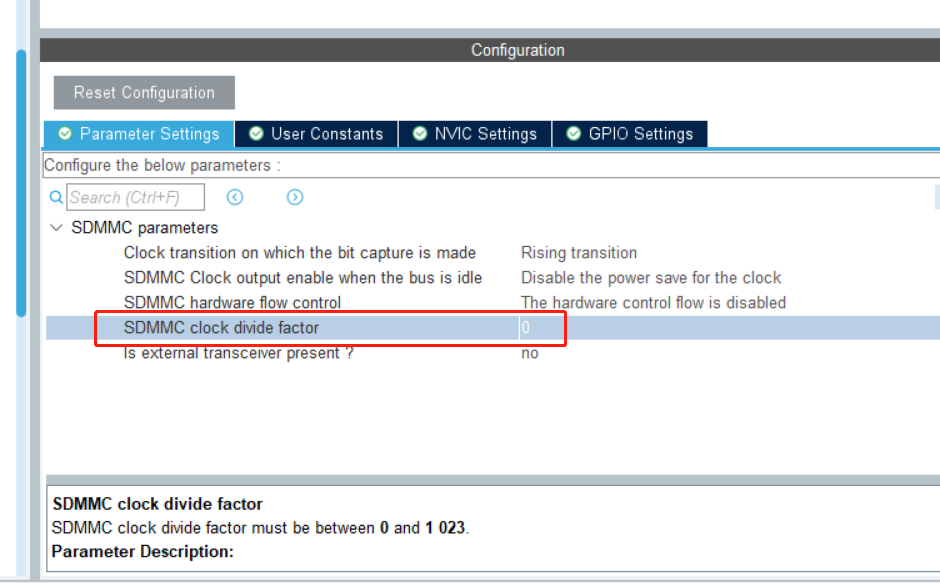 Configuration
Reset Configuration
Parameter Settings User Constants NVIC Settings GPIO Settings
Configure the below parameters :
Search (Ctrl+F)
SDMMC parameters
Clock transition on which the bit capture is made Rising transition
SDMMC Clock output enable when the bus is idle Disable the power save for the clock
SDMMC hardware flow control The hardware control flow is disabled
SDMMC clock divide factor 0
Is external transceiver present ? no
SDMMC clock divide factor
SDMMC clock divide factor must be between 0 and 1 023.
Parameter Description: